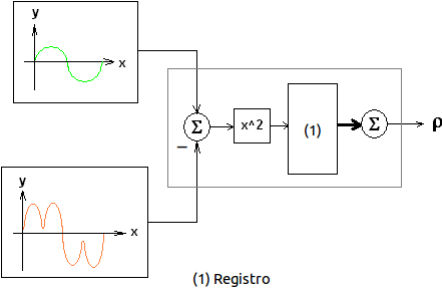 y
x
Σ
x^2
(1)
Σ
ρ
−
y
x
(1) Registro